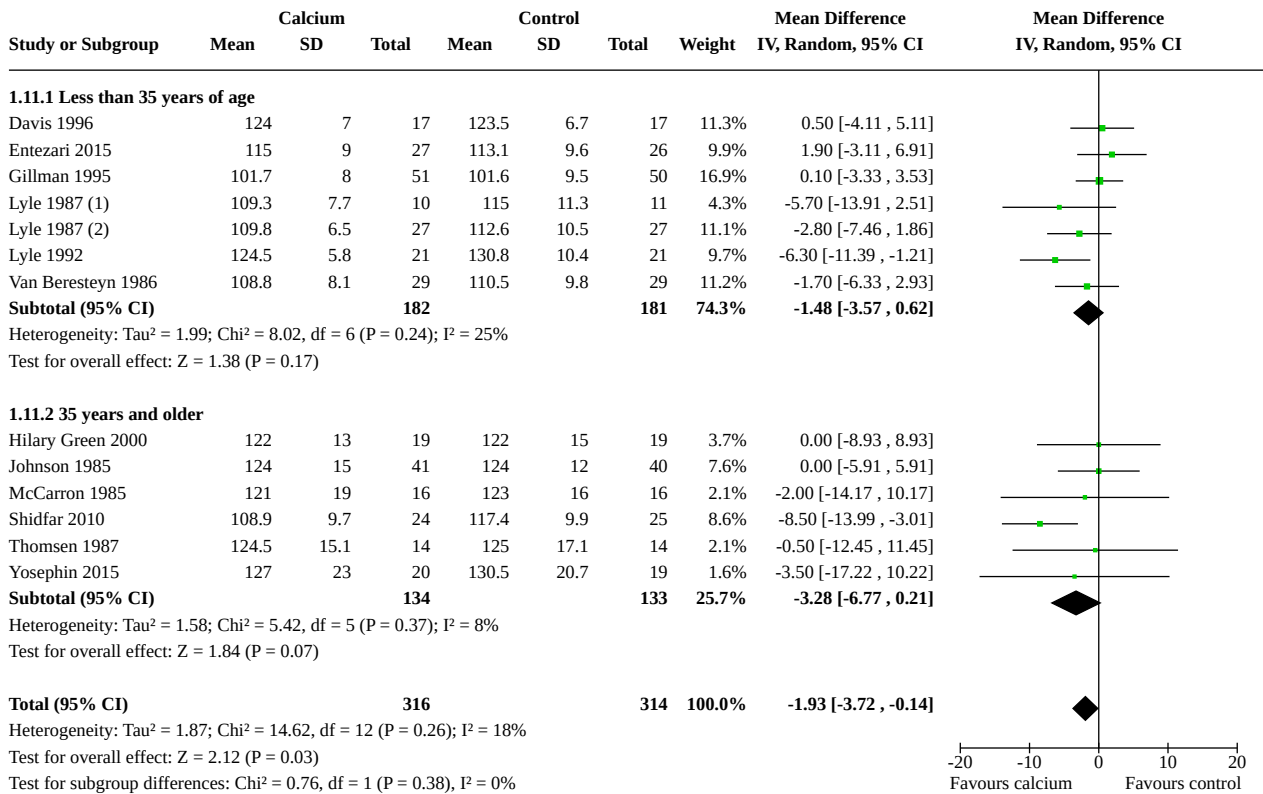 Calcium Control Mean Difference Mean Difference
Study or Subgroup Mean SD Total Mean SD Total Weight IV, Random, 95% CI IV, Random, 95% CI
1.11.1 Less than 35 years of age
Davis 1996 124 7 17 123.5 6.7 17 11.3% 0.50 [-4.11 , 5.11]
Entezari 2015 115 9 27 113.1 9.6 26 9.9% 1.90 [-3.11 , 6.91]
Gillman 1995 101.7 8 51 101.6 9.5 50 16.9% 0.10 [-3.33 , 3.53]
Lyle 1987 (1) 109.3 7.7 10 115 11.3 11 4.3% -5.70 [-13.91 , 2.51]
Lyle 1987 (2) 109.8 6.5 27 112.6 10.5 27 11.1% -2.80 [-7.46 , 1.86]
Lyle 1992 124.5 5.8 21 130.8 10.4 21 9.7% -6.30 [-11.39 , -1.21]
Van Beresteyn 1986 108.8 8.1 29 110.5 9.8 29 11.2% -1.70 [-6.33 , 2.93]
Subtotal (95% CI) 182 181 74.3% -1.48 [-3.57 , 0.62]
Heterogeneity: Tau² = 1.99; Chi² = 8.02, df = 6 (P = 0.24); I² = 25%
Test for overall effect: Z = 1.38 (P = 0.17)
1.11.2 35 years and older
Hilary Green 2000 122 13 19 122 15 19 3.7% 0.00 [-8.93 , 8.93]
Johnson 1985 124 15 41 124 12 40 7.6% 0.00 [-5.91 , 5.91]
McCarron 1985 121 19 16 123 16 16 2.1% -2.00 [-14.17 , 10.17]
Shidfar 2010 108.9 9.7 24 117.4 9.9 25 8.6% -8.50 [-13.99 , -3.01]
Thomsen 1987 124.5 15.1 14 125 17.1 14 2.1% -0.50 [-12.45 , 11.45]
Yosephin 2015 127 23 20 130.5 20.7 19 1.6% -3.50 [-17.22 , 10.22]
Subtotal (95% CI) 134 133 25.7% -3.28 [-6.77 , 0.21]
Heterogeneity: Tau² = 1.58; Chi² = 5.42, df = 5 (P = 0.37); I² = 8%
Test for overall effect: Z = 1.84 (P = 0.07)
Total (95% CI) 316 314 100.0% -1.93 [-3.72 , -0.14]
Heterogeneity: Tau² = 1.87; Chi² = 14.62, df = 12 (P = 0.26); I² = 18%
Test for overall effect: Z = 2.12 (P = 0.03)
-20 -10 0 10 20
Test for subgroup differences: Chi² = 0.76, df = 1 (P = 0.38), I² = 0%
Favours calcium Favours control